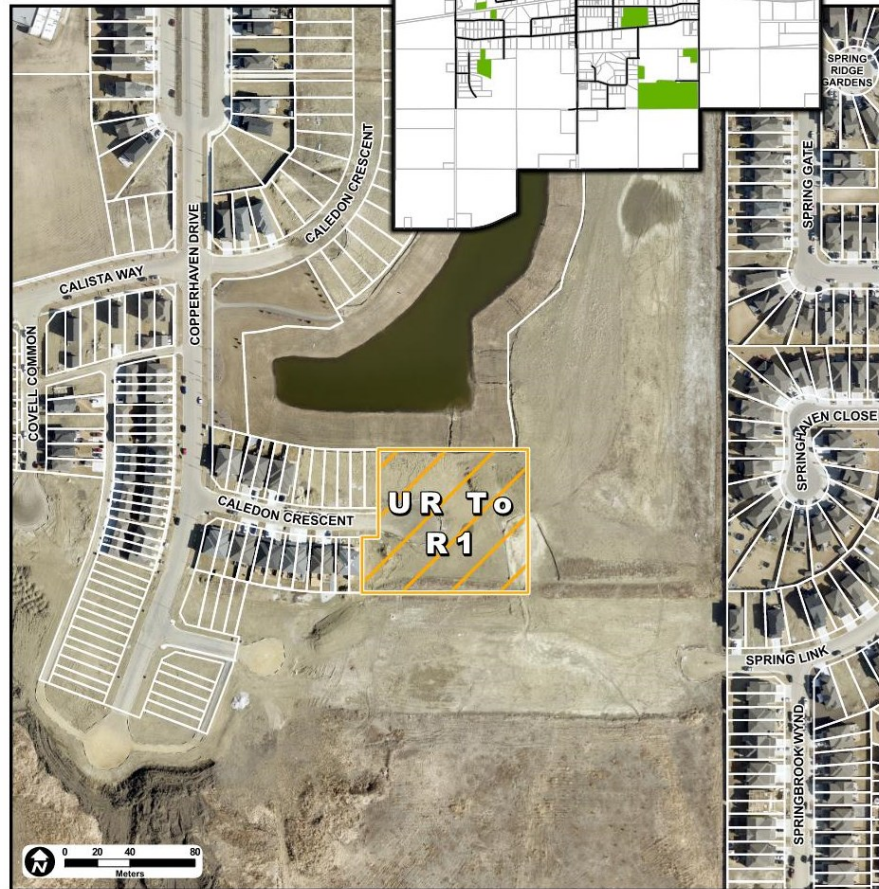 SPRING
RIDGE
GARDENS
SPRING GATE
CALEDON CRESCENT
COPPERHAVEN DRIVE
CALISTA WAY
COVELL COMMON
SPRINGHAVEN CLOSE
UR To
R1
CALEDON CRESCENT
SPRING LINK
SPRINGBROOK WYND
N
0 20 40 80
Meters